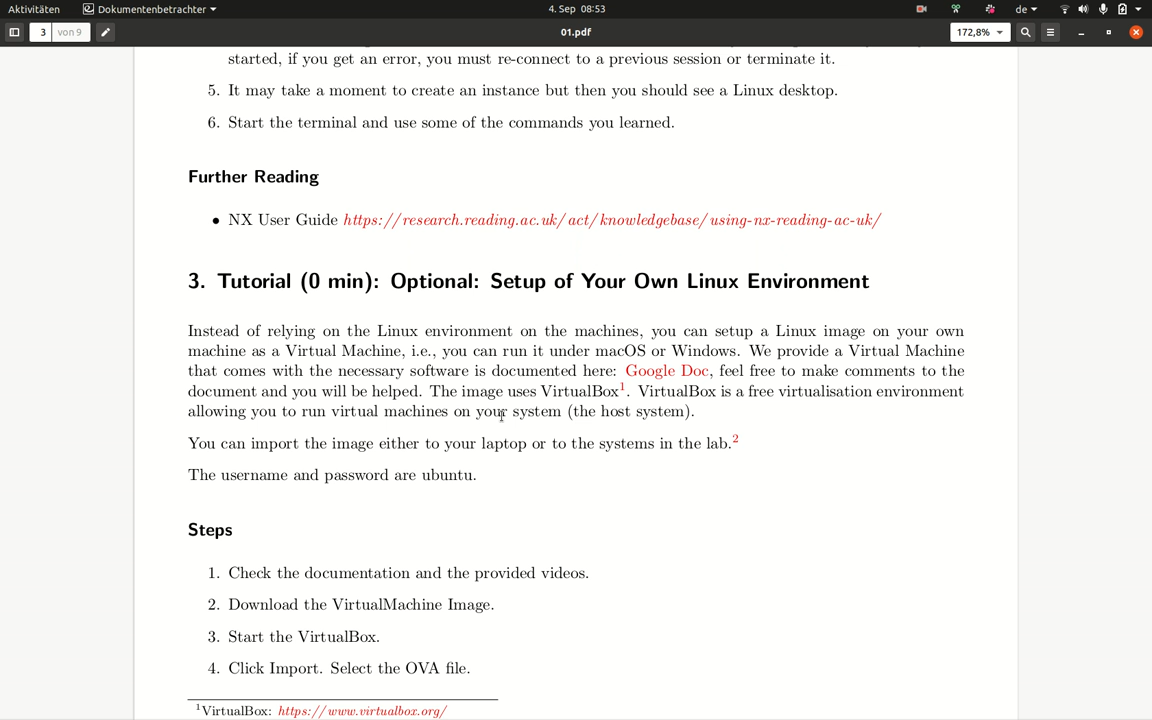 Aktivitäten Dokumentenbetrachter 4. Sep 08:53 de
3 von 9 01.pdf 172,8%
started, if you get an error, you must re-connect to a previous session or terminate it.
5. It may take a moment to create an instance but then you should see a Linux desktop.
6. Start the terminal and use some of the commands you learned.
Further Reading
• NX User Guide https://research.reading.ac.uk/act/knowledgebase/using-nx-reading-ac-uk/
3. Tutorial (0 min): Optional: Setup of Your Own Linux Environment
Instead of relying on the Linux environment on the machines, you can setup a Linux image on your own
machine as a Virtual Machine, i.e., you can run it under macOS or Windows. We provide a Virtual Machine
that comes with the necessary software is documented here: Google Doc, feel free to make comments to the
document and you will be helped. The image uses VirtualBox1. VirtualBox is a free virtualisation environment
allowing you to run virtual machines on your system (the host system).
You can import the image either to your laptop or to the systems in the lab.2
The username and password are ubuntu.
Steps
1. Check the documentation and the provided videos.
2. Download the VirtualMachine Image.
3. Start the VirtualBox.
4. Click Import. Select the OVA file.
1VirtualBox: https://www.virtualbox.org/